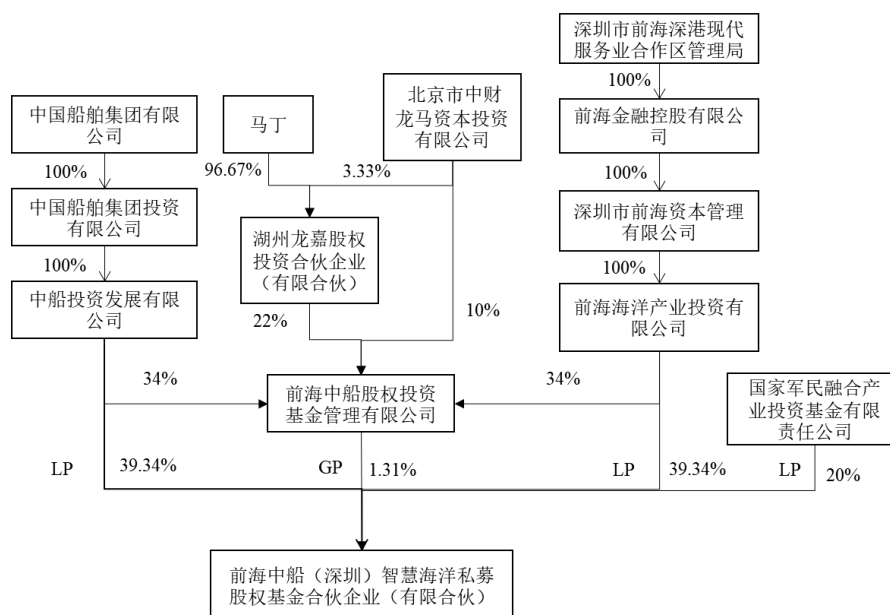 深圳市前海深港现代
服务业合作区管理局
100%
中国船舶集团有限
公司
马丁
北京市中财
龙马资本投资
有限公司
前海金融控股有限公
司
100%
96.67%
3.33%
100%
中国船舶集团投资
有限公司
湖州龙嘉股权
投资合伙企业
（有限合伙）
深圳市前海资本管理
有限公司
100%
100%
中船投资发展有限
公司
22%
10%
前海海洋产业投资有
限公司
34%
前海中船股权投资
基金管理有限公司
34%
国家军民融合产
业投资基金有限
责任公司
LP
39.34%
GP
1.31%
LP
39.34%
LP
20%
前海中船（深圳）智慧海洋私募
股权基金合伙企业（有限合伙）